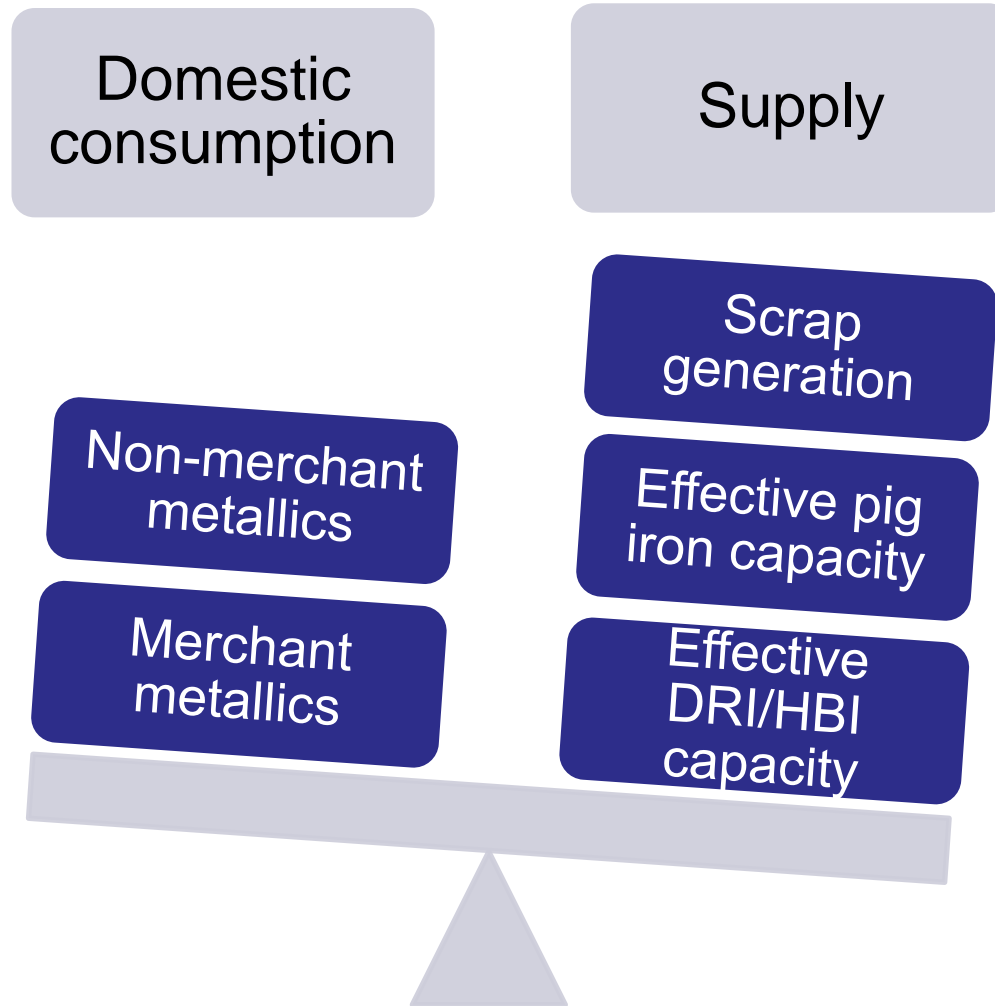 Domestic
consumption
Supply
Scrap
generation
Non-merchant
metallics
Effective pig
iron capacity
Merchant
metallics
Effective
DRI/HBI
capacity